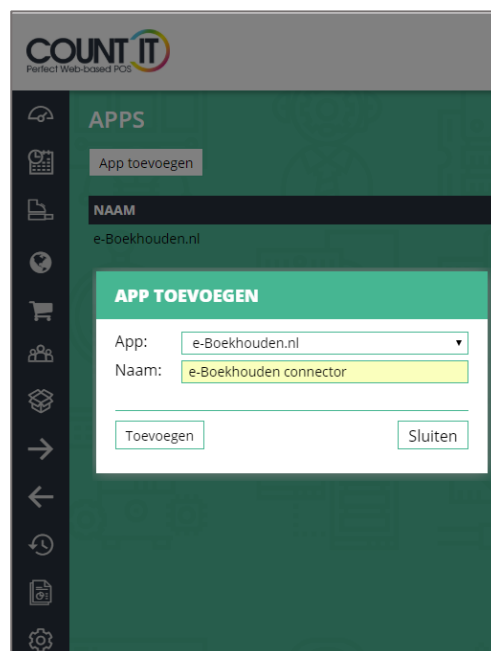 COUNT IT
Perfect Web-based POS
APPS
App toevoegen
NAAM
e-Boekhouden.nl
APP TOEVOEGEN
App: e-Boekhouden.nl
Naam: e-Boekhouden connector
Toevoegen Sluiten